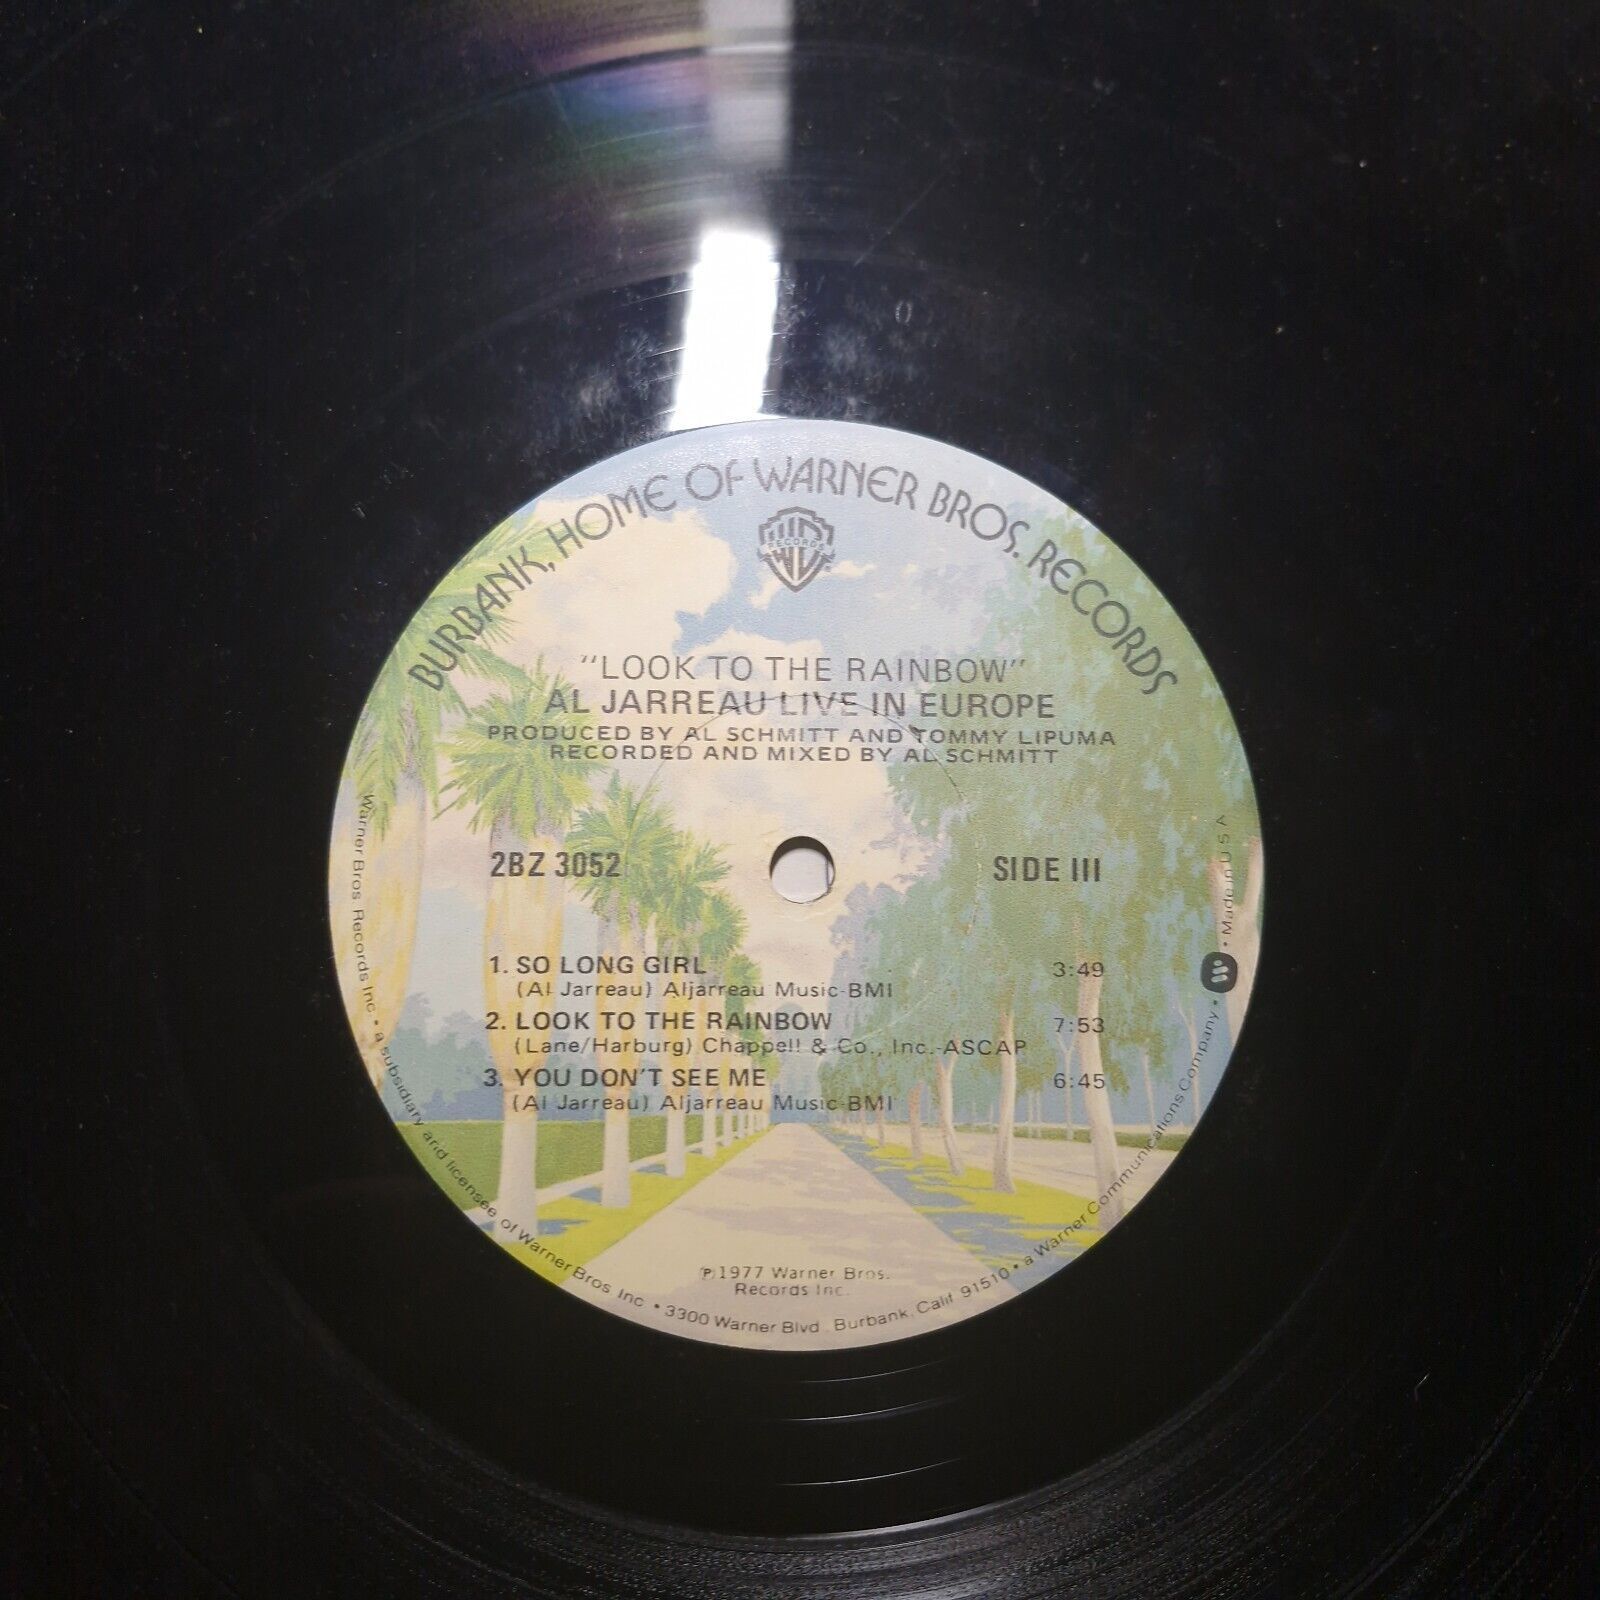 BURBANK, HOME OF WARNER BROS. RECORDS
RECORDS
"LOOK TO THE RAINBOW"
AL JARREAU LIVE IN EUROPE
PRODUCED BY AL SCHMITT AND TOMMY LIPUMA
RECORDED AND MIXED BY AL SCHMITT
2BZ 3052
SIDE III
1. SO LONG GIRL 3:49
(Al Jarreau) Aljarreau Music-BMI
2. LOOK TO THE RAINBOW 7:53
(Lane/Harburg) Chappell & Co., Inc.-ASCAP
3. YOU DON'T SEE ME 6:45
(Al Jarreau) Aljarreau Music-BMI
℗1977 Warner Bros.
Records Inc.
Warner Bros Records Inc. • a subsidiary and licensee of Warner Bros Inc • 3300 Warner Blvd. Burbank, Calif 91510 • a Warner Communications Company • Made in U S A